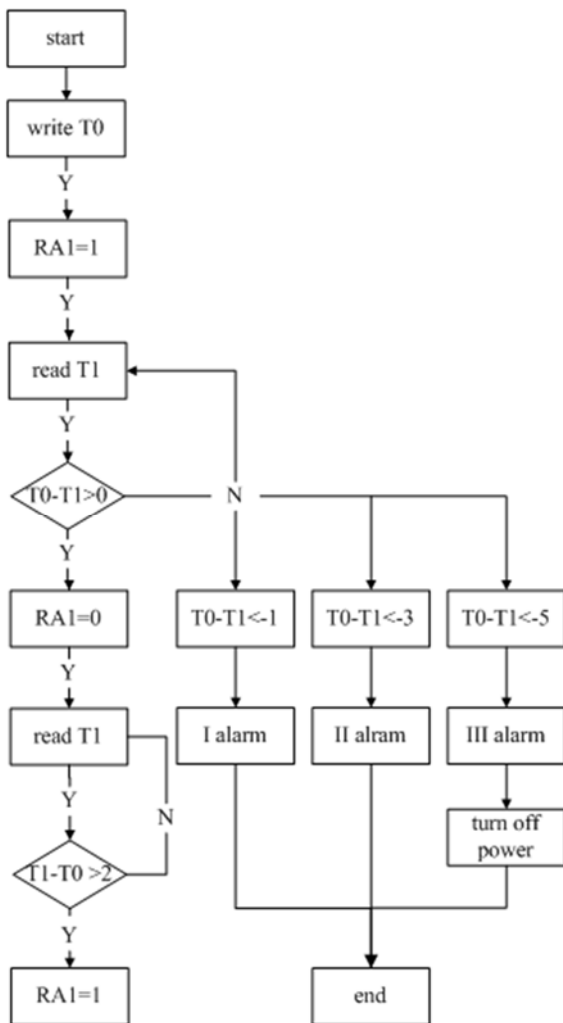 start
write T0
Y
RA1=1
Y
read T1
Y
T0-T1>0
N
Y
RA1=0
T0-T1<-1
T0-T1<-3
T0-T1<-5
Y
read T1
I alarm
II alram
III alarm
Y
N
turn off
power
T1-T0 >2
Y
RA1=1
end